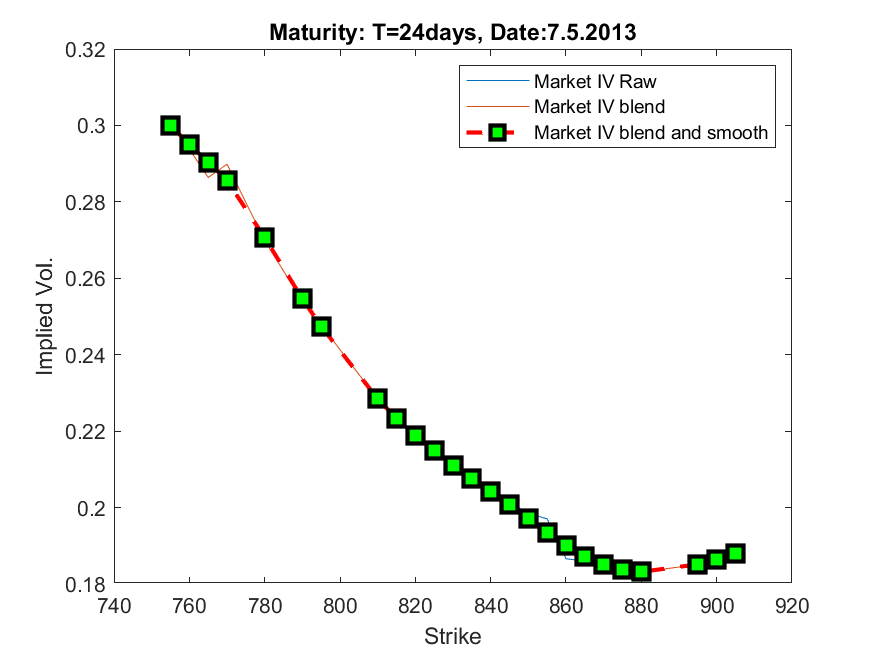 Maturity: T=24days, Date:7.5.2013
Market IV Raw
Market IV blend
Market IV blend and smooth
Implied Vol.
0.32
0.3
0.28
0.26
0.24
0.22
0.2
0.18
740 760 780 800 820 840 860 880 900 920
Strike